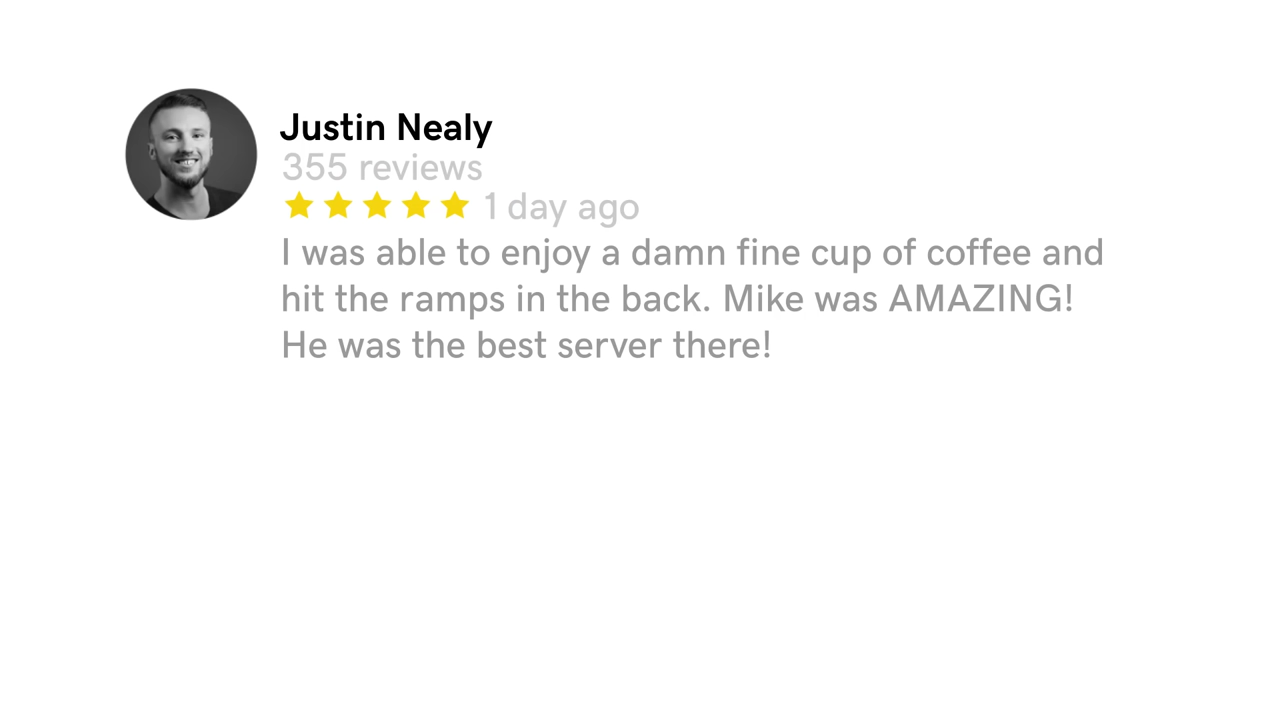 Justin Nealy
355 reviews
1 day ago
I was able to enjoy a damn fine cup of coffee and
hit the ramps in the back. Mike was AMAZING!
He was the best server there!